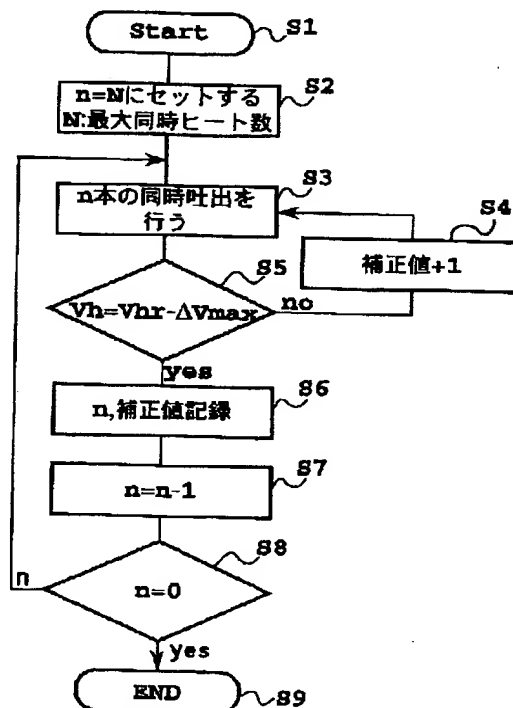 Start
S1
n=Nにセットする
N:最大同時ヒート数
S2
n本の同時吐出を
行う
S3
補正値+1
S4
Vh=Vhr-ΔVmax
S5
no
yes
n,補正値記録
S6
n=n-1
S7
n=0
S8
n
yes
END
S9